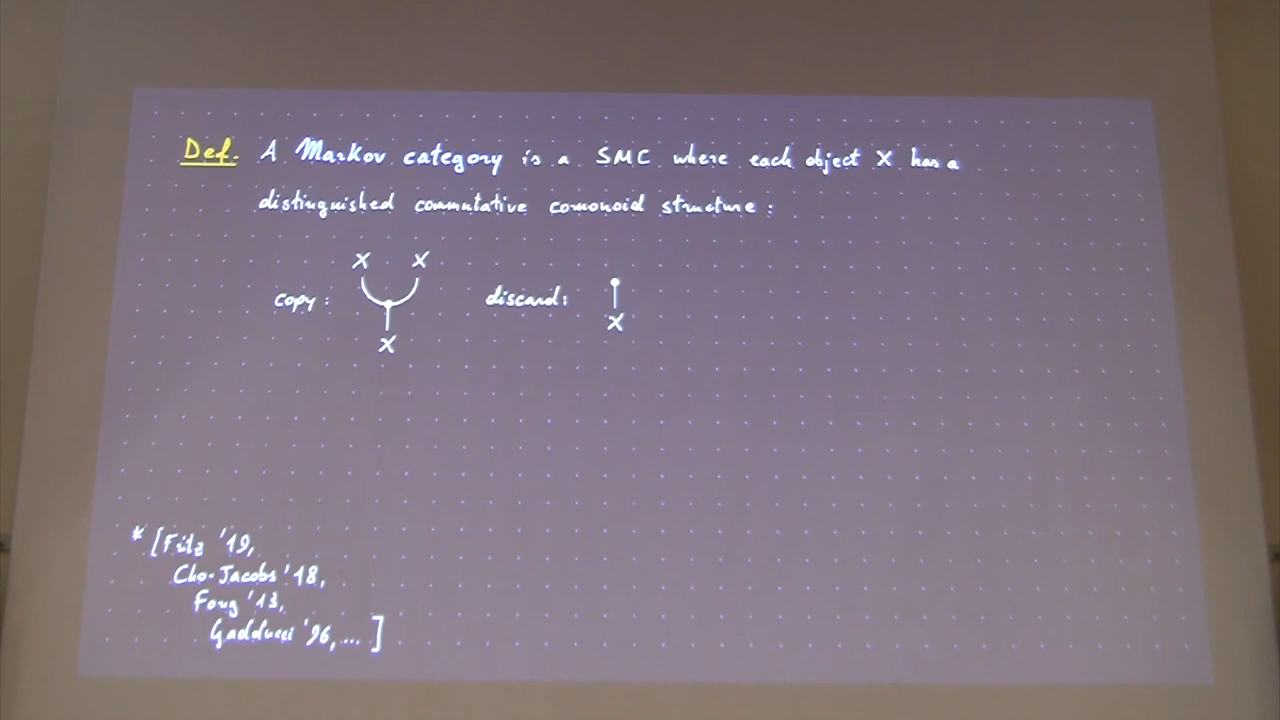 Def. A Markov category is a SMC where each object X has a
distinguished commutative comonoid structure :
X X
copy : discard :
X
X
* [Fritz '19,
Cho-Jacobs '18,
Fong '13,
Gadducci '96, ... ]